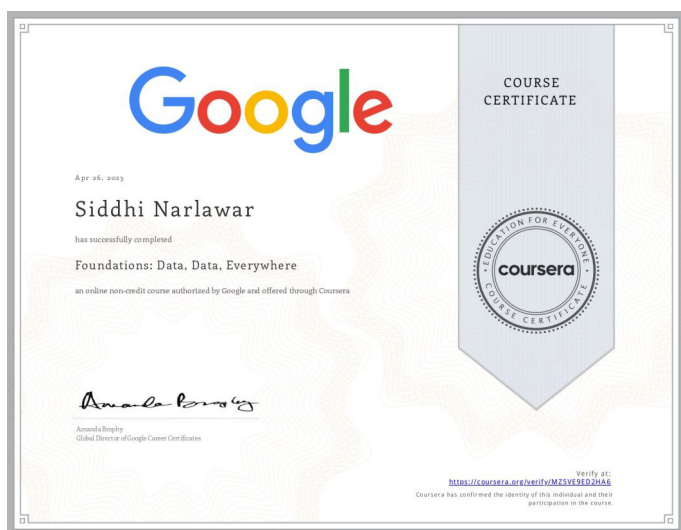 Google
COURSE
CERTIFICATE
Apr 26, 2023
Siddhi Narlawar
has successfully completed
Foundations: Data, Data, Everywhere
an online non-credit course authorized by Google and offered through Coursera
EDUCATION FOR EVERYONE
coursera
COURSE CERTIFICATE
Amanda Brophy
Amanda Brophy
Global Director of Google Career Certificates
Verify at:
https://coursera.org/verify/MZ5VE9ED2HA6
Coursera has confirmed the identity of this individual and their
participation in the course.